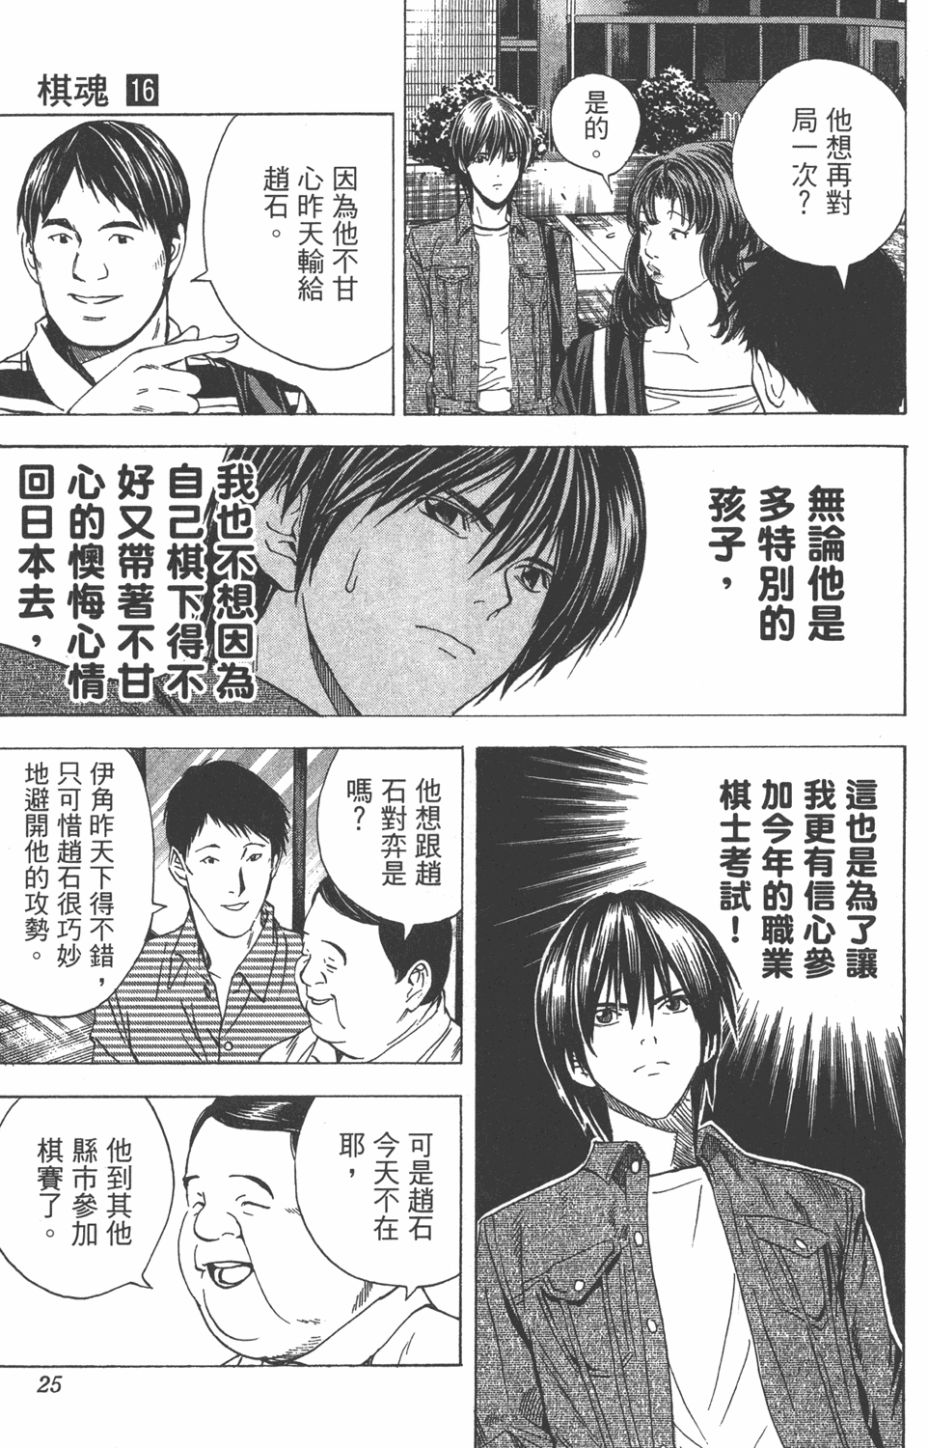 棋魂 16
他想再對
局一次？
是的。
因為他不甘
心昨天輸給
趙石。
無論他是
多特別的
孩子，
我也不想因為
自己棋下得不
好又帶著不甘
心的懊悔心情
回日本去，
這也是為了讓
我更有信心參
加今年的職業
棋士考試！
他想跟趙
石對弈是
嗎？
伊角昨天下得不錯，
只可惜趙石很巧妙
地避開他的攻勢。
可是趙石
今天不在
耶，
他到其他
縣市參加
棋賽了。
25